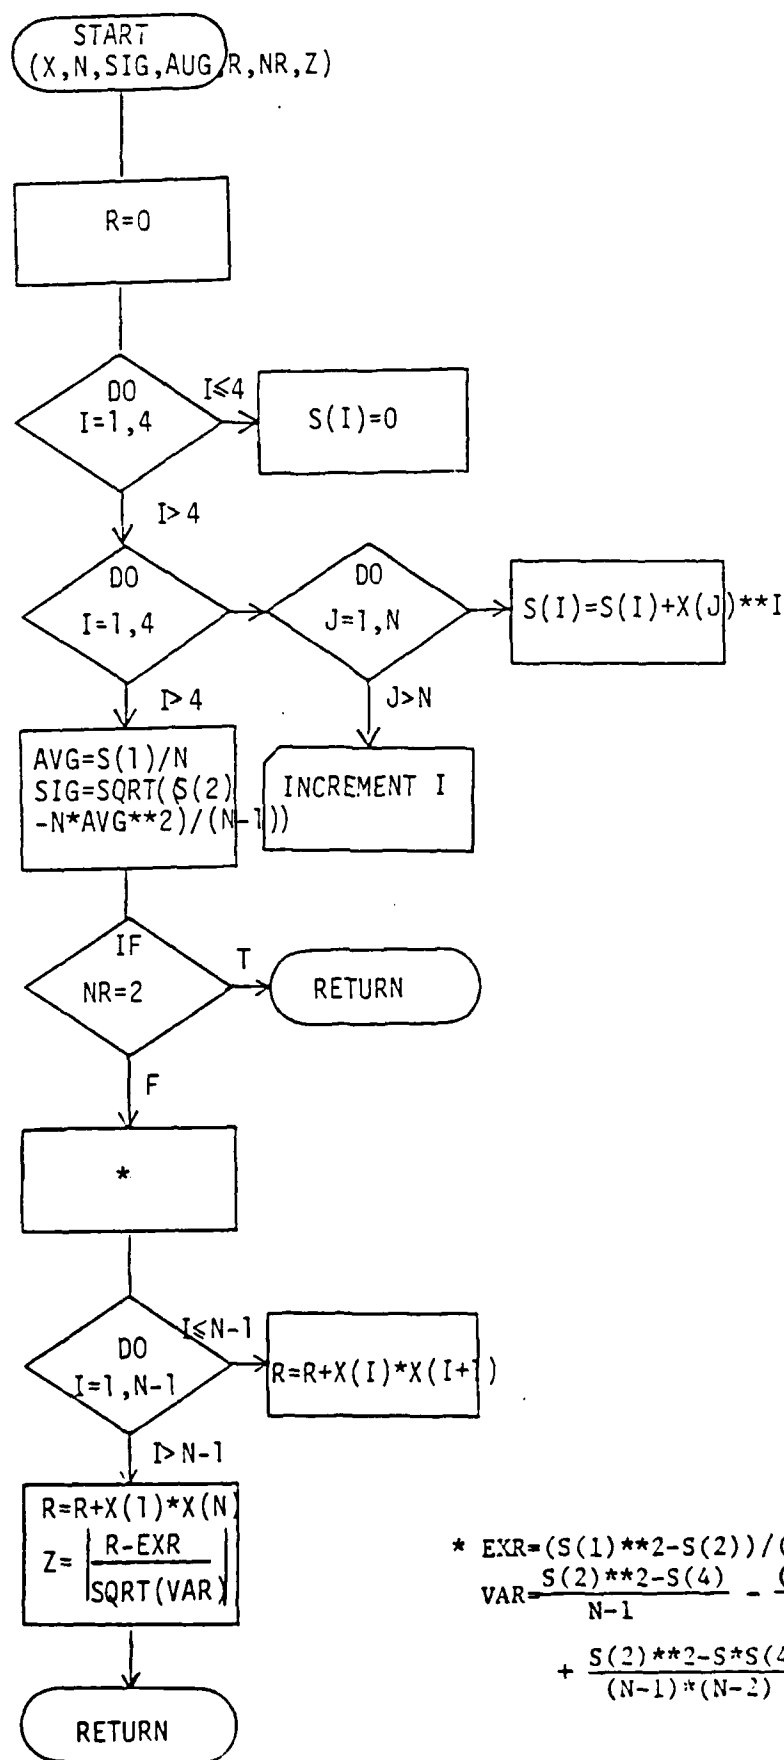 START
(X,N,SIG,AUG,R,NR,Z)
R=0
DO
I=1,4
I≤4
S(I)=0
I>4
DO
I=1,4
DO
J=1,N
S(I)=S(I)+X(J)**I
I>4
J>N
AVG=S(1)/N
SIG=SQRT((S(2)
-N*AVG**2)/(N-1))
INCREMENT I
IF
NR=2
T
RETURN
F
*
DO
I=1,N-1
I≤N-1
R=R+X(I)*X(I+1)
I>N-1
R=R+X(1)*X(N)
Z= |R-EXR
SQRT(VAR)|
RETURN
* EXR=(S(1)**2-S(2))/(
VAR= S(2)**2-S(4)
N-1
- (
+ S(2)**2-S*S(4
(N-1)*(N-2)